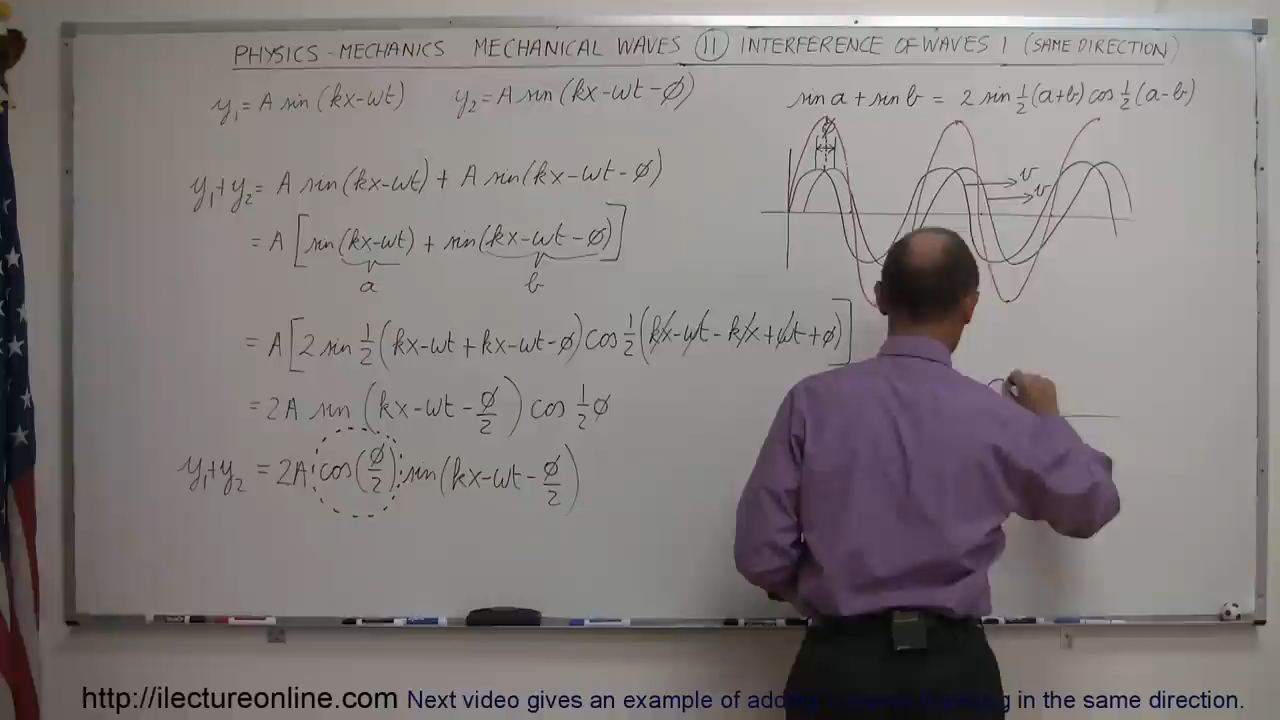 PHYSICS - MECHANICS MECHANICAL WAVES ⑪ INTERFERENCE OF WAVES 1 (SAME DIRECTION)
y₁ = A sin (kx-ωt) y₂ = A sin (kx-ωt-ø) sin a + sin b = 2 sin ½ (a+b) cos ½ (a-b)
ø
y₁+y₂ = A sin(kx-ωt) + A sin(kx-ωt-ø)
v
v
= A [sin(kx-ωt) + sin(kx-ωt-ø)]
a b
= A [2 sin ½ (kx-ωt+kx-ωt-ø) cos ½ (kx-ωt-kx+ωt+ø)]
= 2A sin (kx-ωt-ø/2) cos ½ ø
y₁+y₂ = 2A cos(ø/2) sin(kx-ωt-ø/2)
http://ilectureonline.com Next video gives an example of in the same direction.